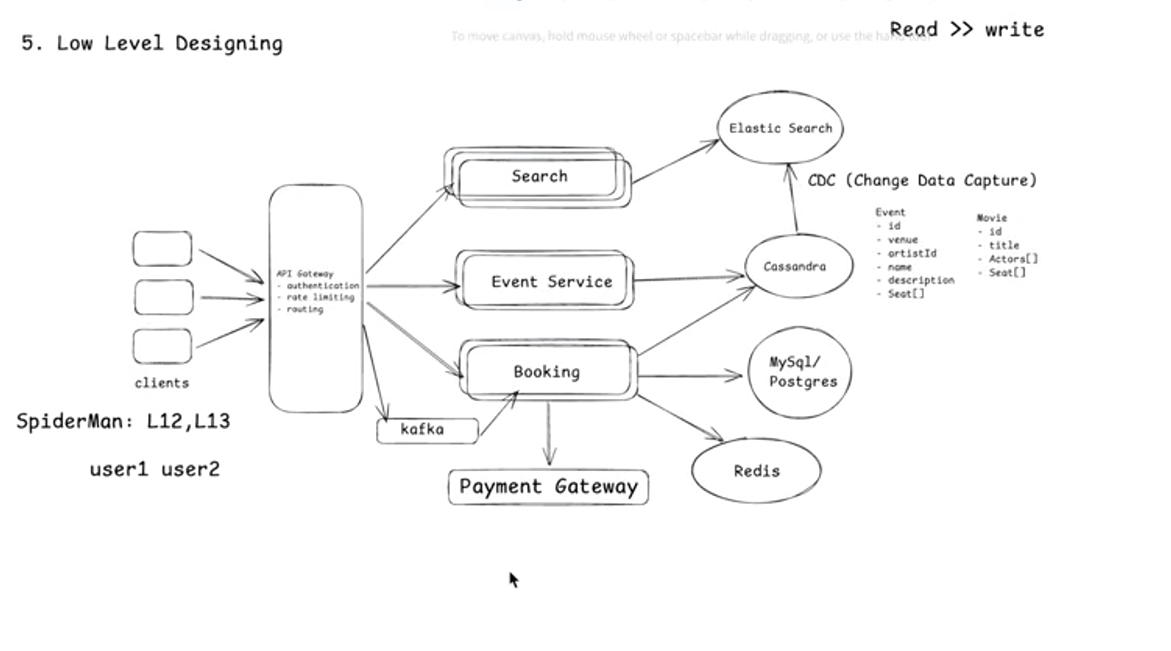 Read >> write
To move canvas, hold mouse wheel or spacebar while dragging, or use the hand tool
5. Low Level Designing
Elastic Search
Search
CDC (Change Data Capture)
Event
- id
- venue
- artistId
- name
- description
- Seat[]
Movie
- id
- title
- Actors[]
- Seat[]
Cassandra
API Gateway
- authentication
- rate limiting
- routing
Event Service
Booking
MySql/
Postgres
clients
SpiderMan: L12,L13
user1 user2
kafka
Redis
Payment Gateway